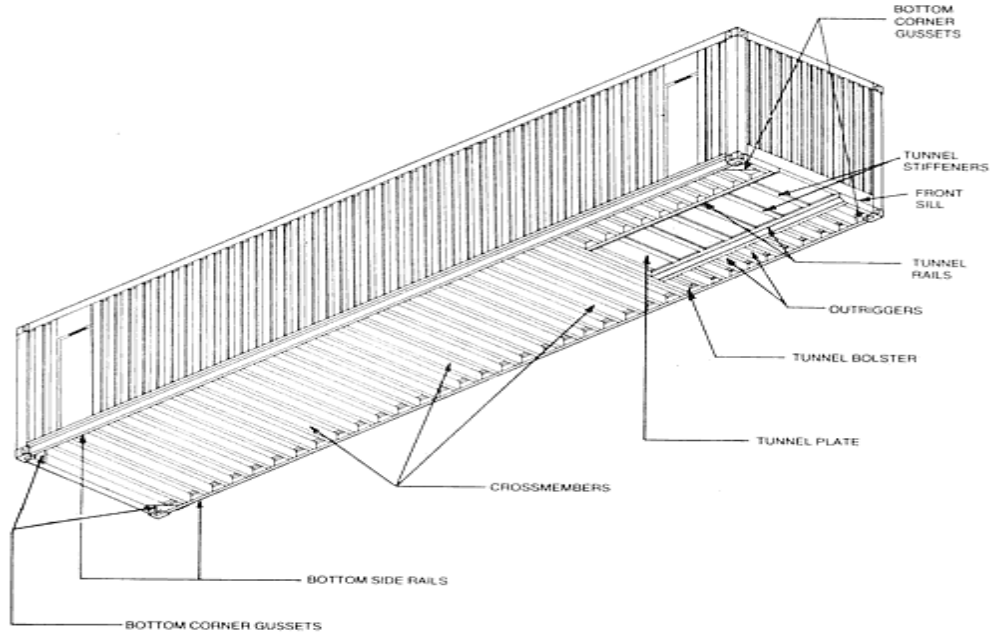 BOTTOM
CORNER
GUSSETS
TUNNEL
STIFFENERS
FRONT
SILL
TUNNEL
RAILS
OUTRIGGERS
TUNNEL BOLSTER
TUNNEL PLATE
CROSSMEMBERS
BOTTOM SIDE RAILS
BOTTOM CORNER GUSSETS